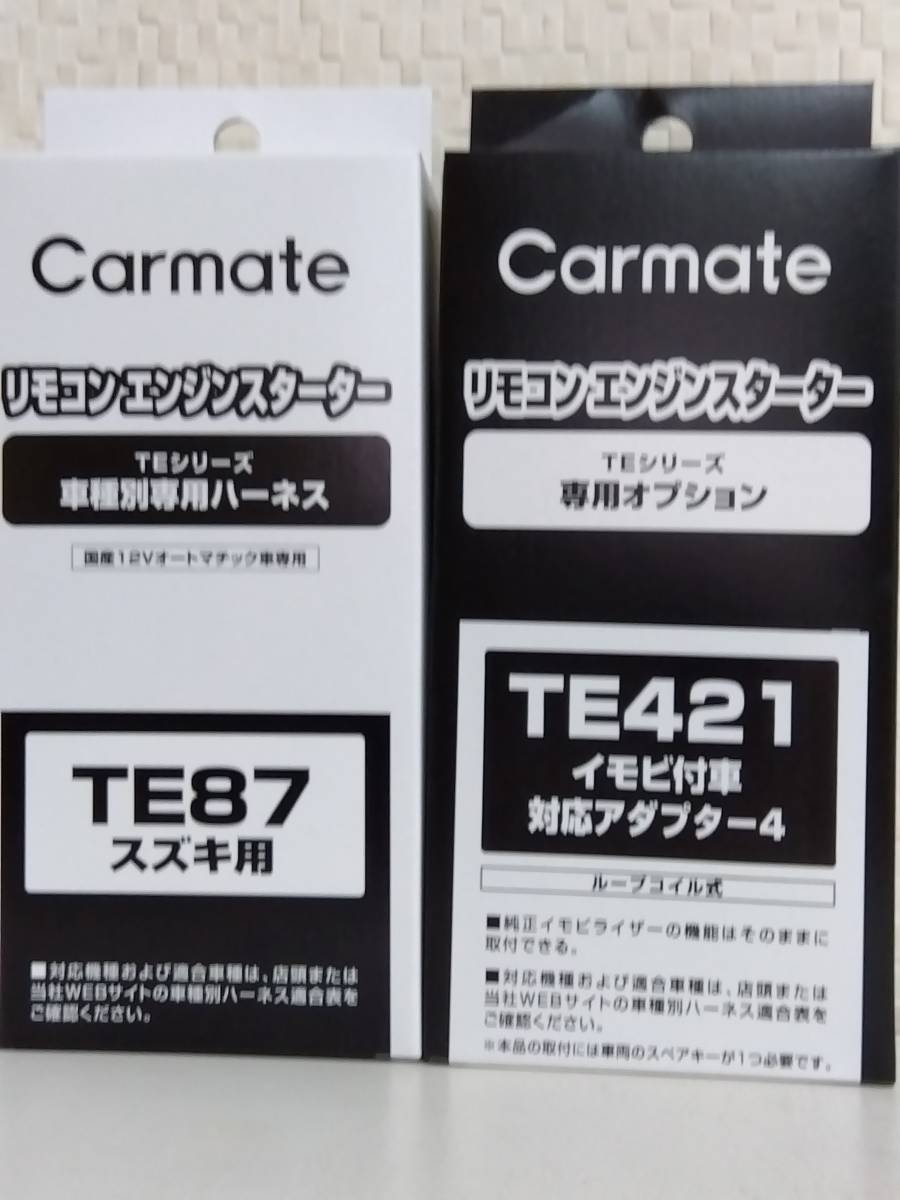 Carmate
リモコンエンジンスターター
TEシリーズ
車種別専用ハーネス
国産12Vオートマチック車専用
TE87
スズキ用
■対応機種および適合車種は、店頭または
当社WEBサイトの車種別ハーネス適合表を
ご確認ください。
Carmate
リモコンエンジンスターター
TEシリーズ
専用オプション
TE421
イモビ付車
対応アダプター4
ループコイル式
■純正イモビライザーの機能はそのままに
取付できる。
■対応機種および適合車種は、店頭または
当社WEBサイトの車種別ハーネス適合表を
ご確認ください。
※本品の取付には車両のスペアキーが1つ必要です。